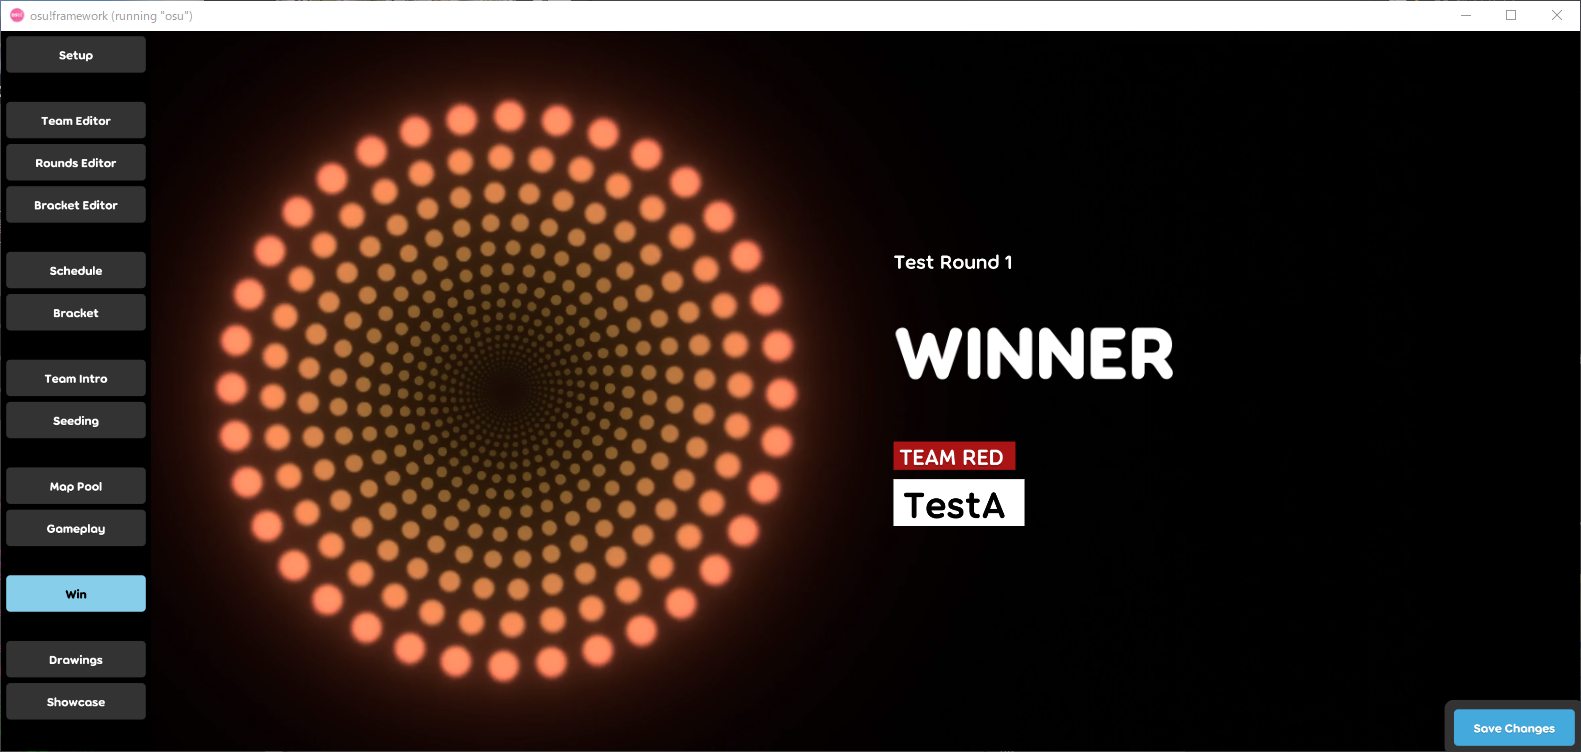 osu!framework (running "osu")
Setup
Team Editor
Rounds Editor
Bracket Editor
Schedule
Bracket
Team Intro
Seeding
Map Pool
Gameplay
Win
Drawings
Showcase
Test Round 1
WINNER
TEAM RED
TestA
Save Changes